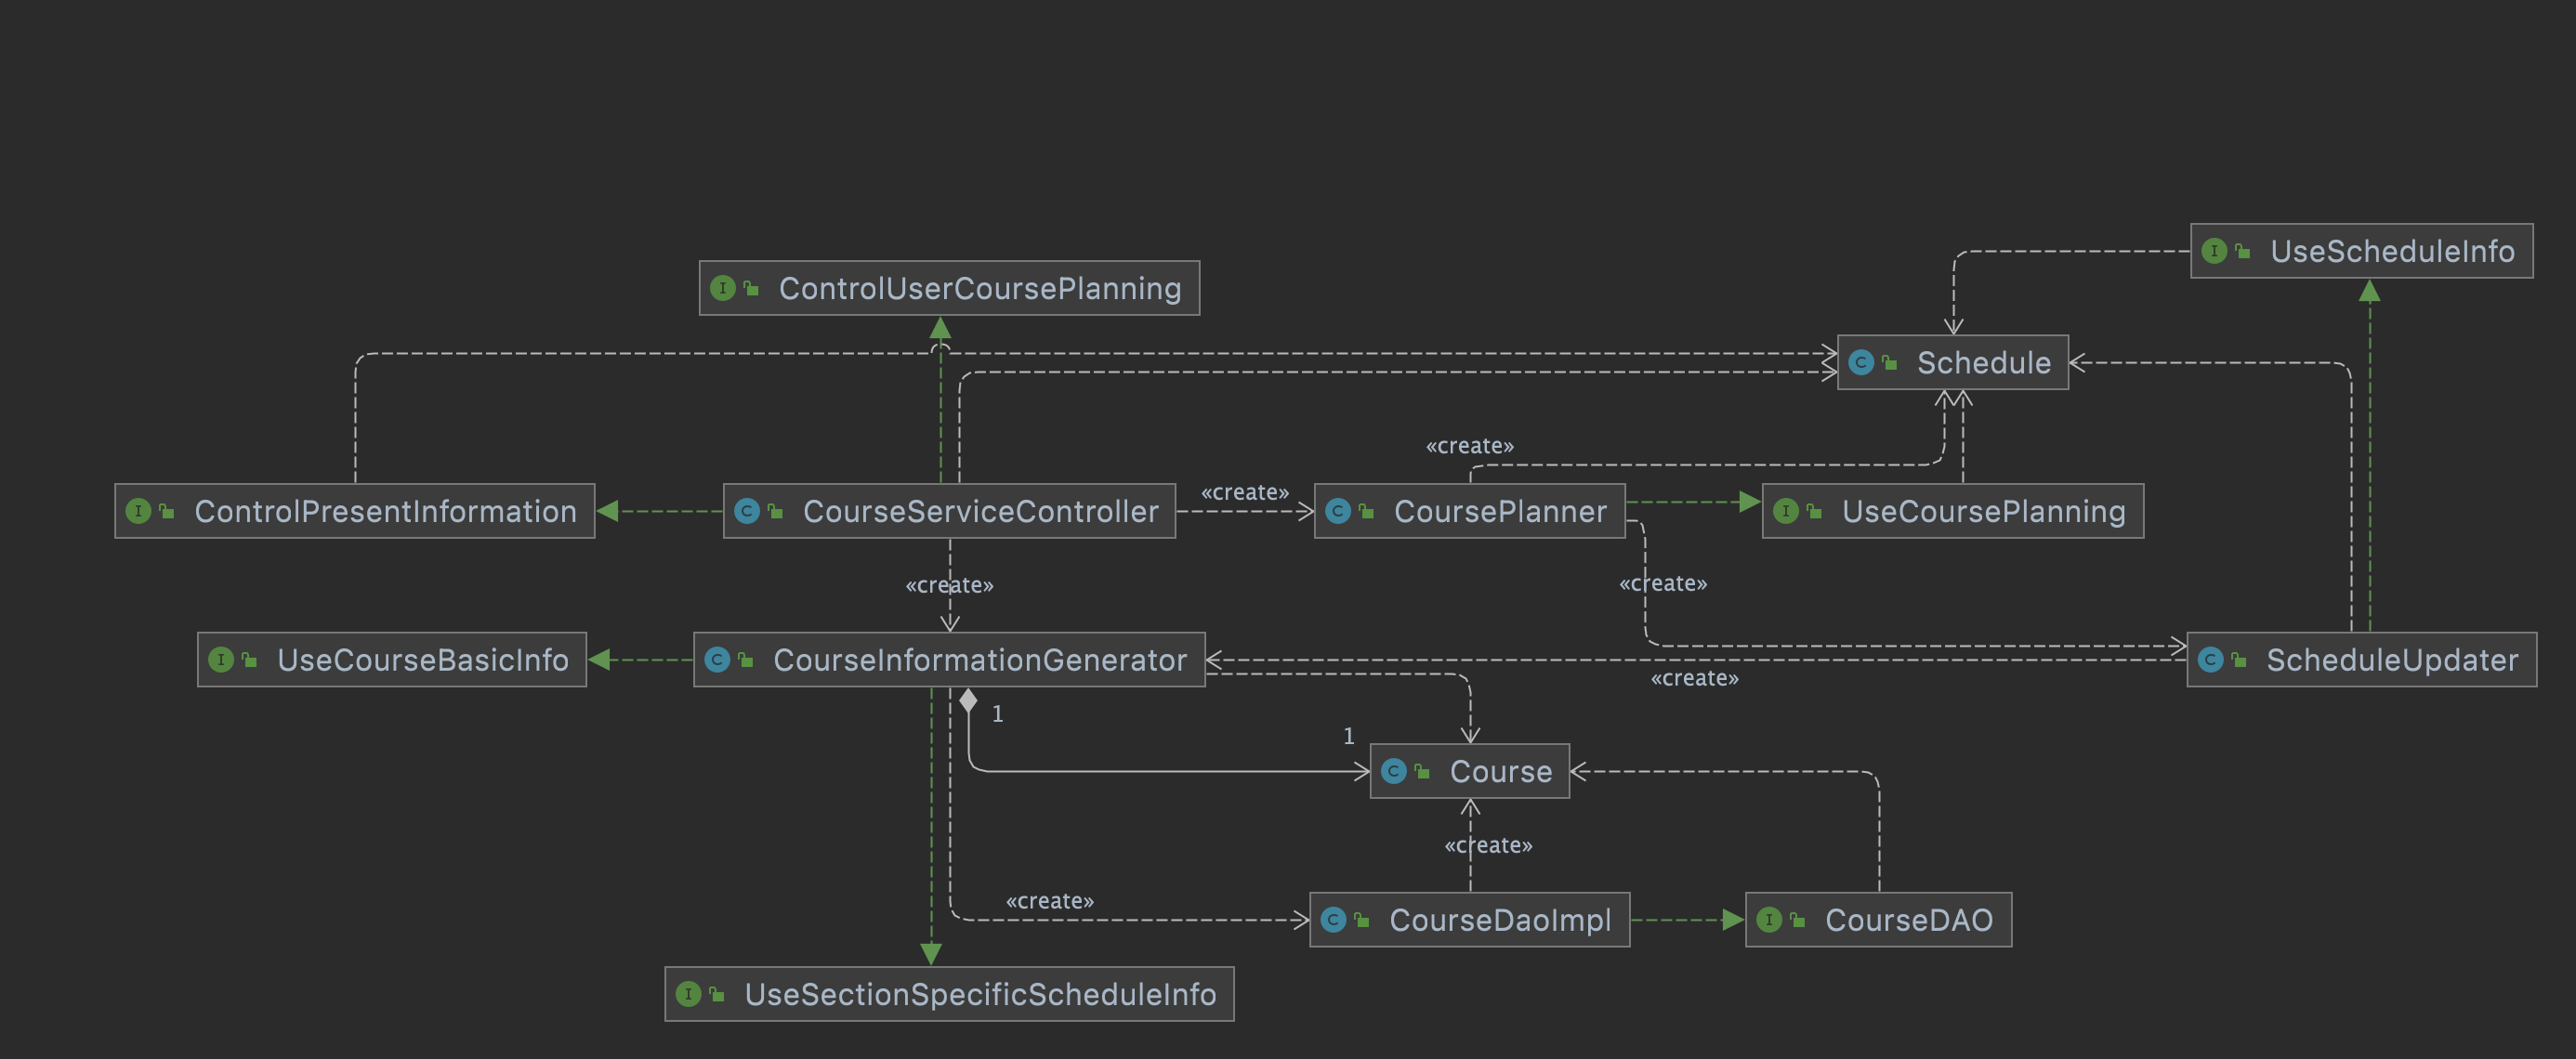 UseScheduleInfo
ControlUserCoursePlanning
Schedule
«create»
ControlPresentInformation
CourseServiceController
«create»
CoursePlanner
UseCoursePlanning
«create»
«create»
UseCourseBasicInfo
CourseInformationGenerator
ScheduleUpdater
«create»
1
1
Course
«create»
«create»
CourseDaoImpl
CourseDAO
UseSectionSpecificScheduleInfo